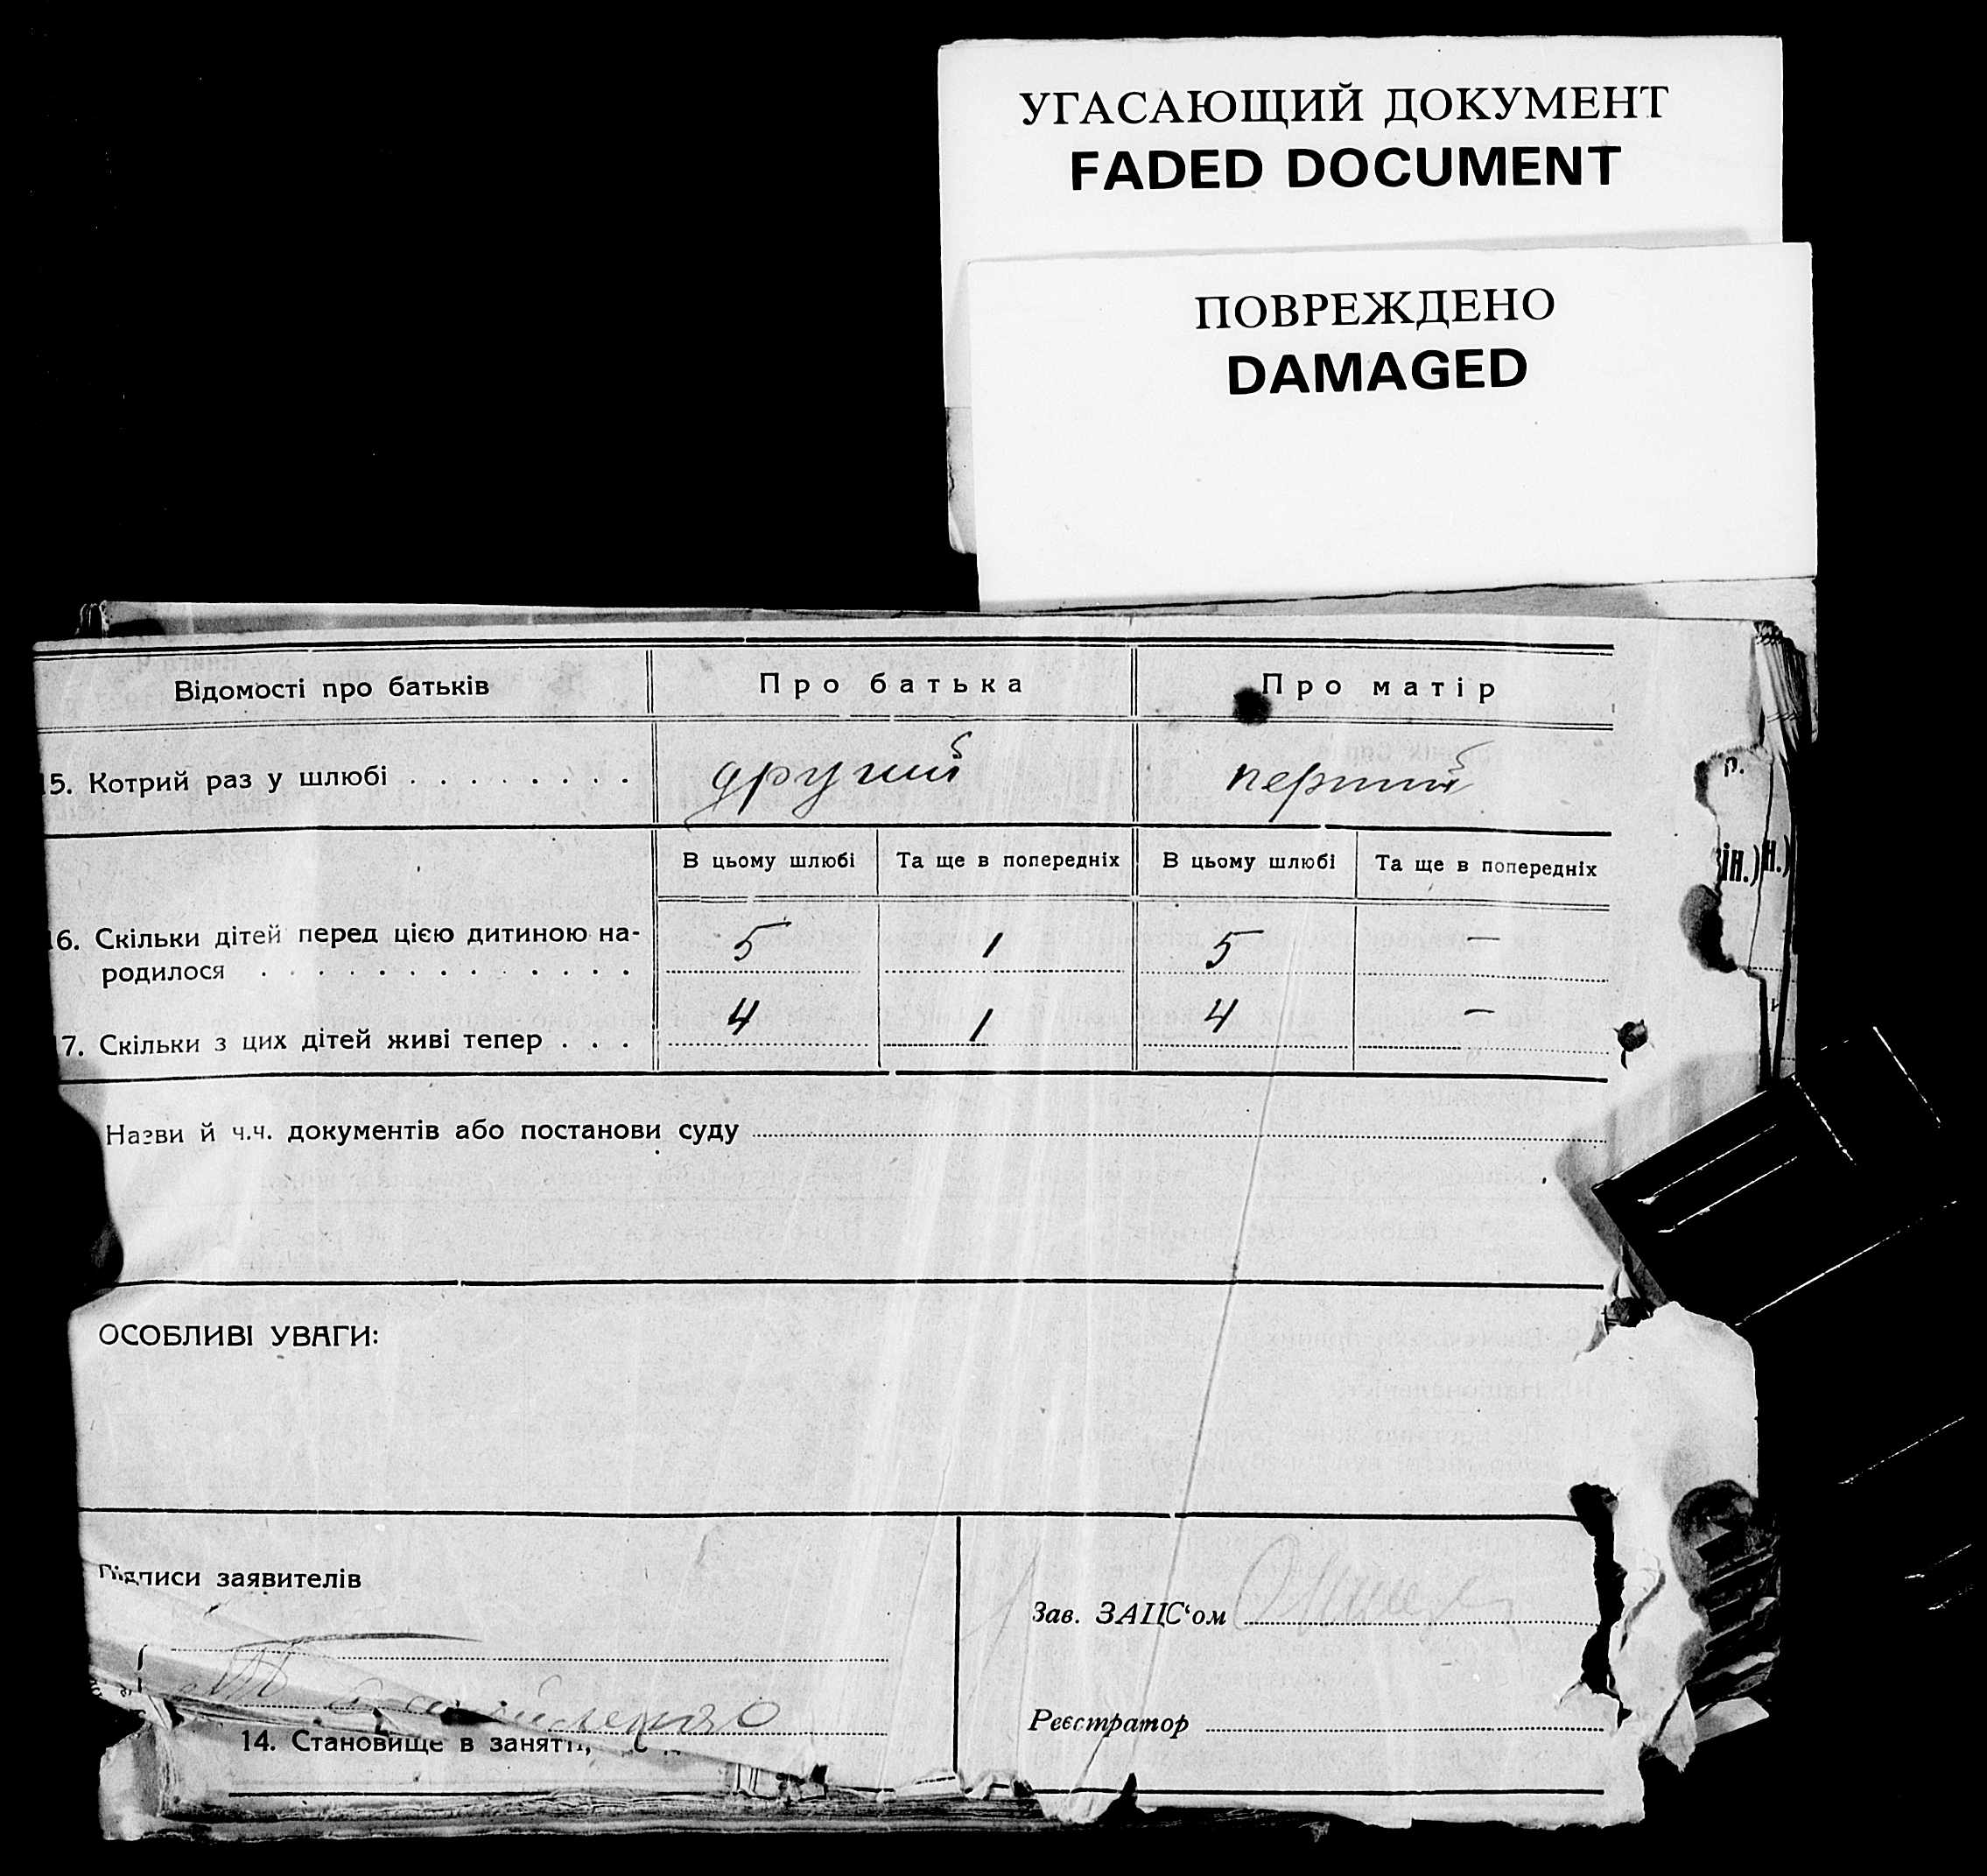 УГАСАЮЩИЙ ДОКУМЕНТ
FADED DOCUMENT
ПОВРЕЖДЕНО
DAMAGED
Відомості про батьків
Про батька
Про матір
15. Котрий раз у шлюбі
другий
перший
В цьому шлюбі
Та ще в попередніх
В цьому шлюбі
Та ще в попередніх
16. Скільки дітей перед цією дитиною на-
родилося
5
1
5
—
17. Скільки з цих дітей живі тепер
4
1
4
—
Назви й ч.ч. документів або постанови суду
ОСОБЛИВІ УВАГИ:
Підписи заявителів
Зав. ЗАЦС‘ом
Реєстратор
14. Становище в занятті,
р.
ін.)
н.)